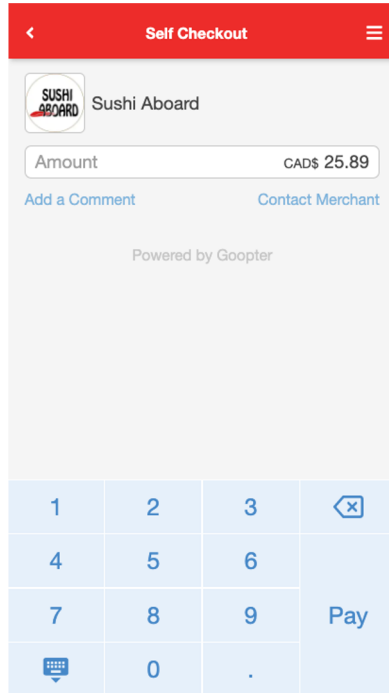 Self Checkout
SUSHI
ABOARD
Sushi Aboard
Amount CAD$ 25.89
Add a Comment Contact Merchant
Powered by Goopter
1 2 3
4 5 6
7 8 9 Pay
0 .